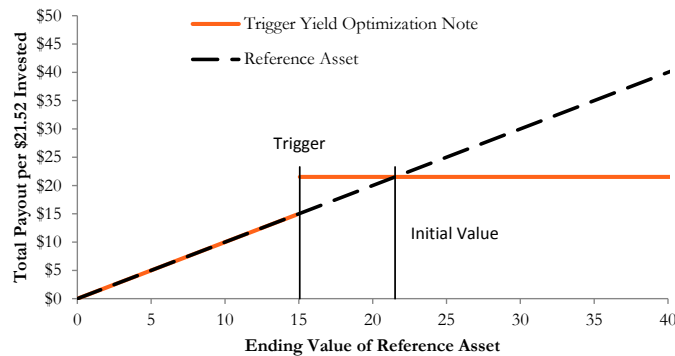 $50
$45
$40
$35
$30
$25
$20
$15
$10
$5
$0
Total Payout per $21.52 Invested
Trigger Yield Optimization Note
Reference Asset
Trigger
Initial Value
0 5 10 15 20 25 30 35 40
Ending Value of Reference Asset